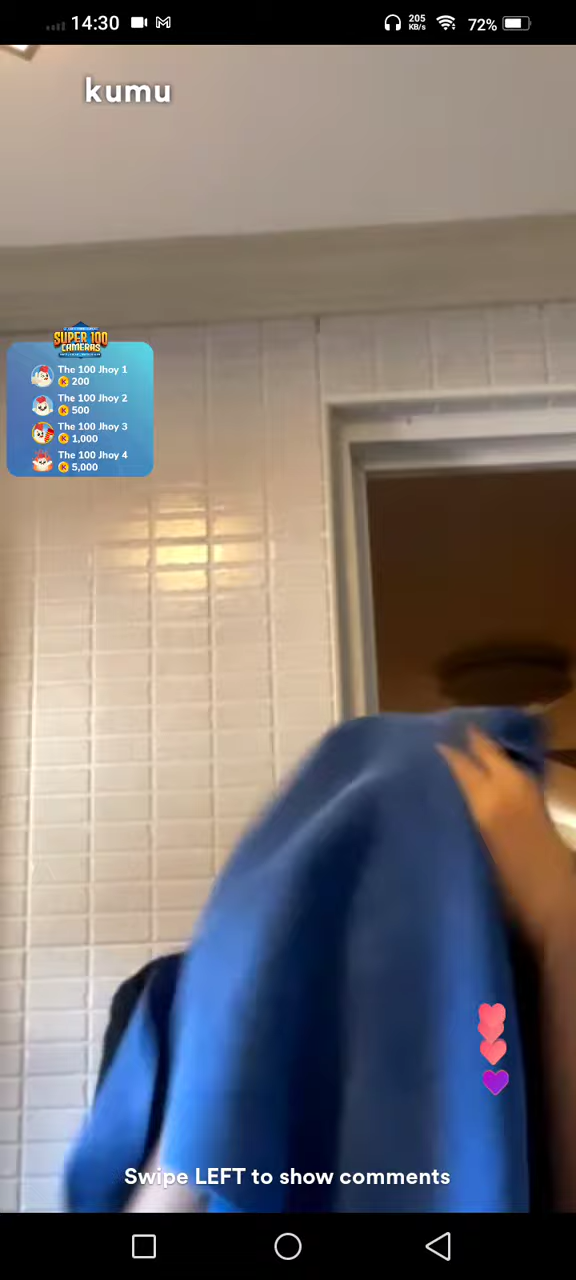 14:30
205
KB/s
72%
kumu
SUPER 100
CAMERAS
The 100 Jhoy 1
K 200
The 100 Jhoy 2
K 500
The 100 Jhoy 3
K 1,000
The 100 Jhoy 4
K 5,000
Swipe LEFT to show comments